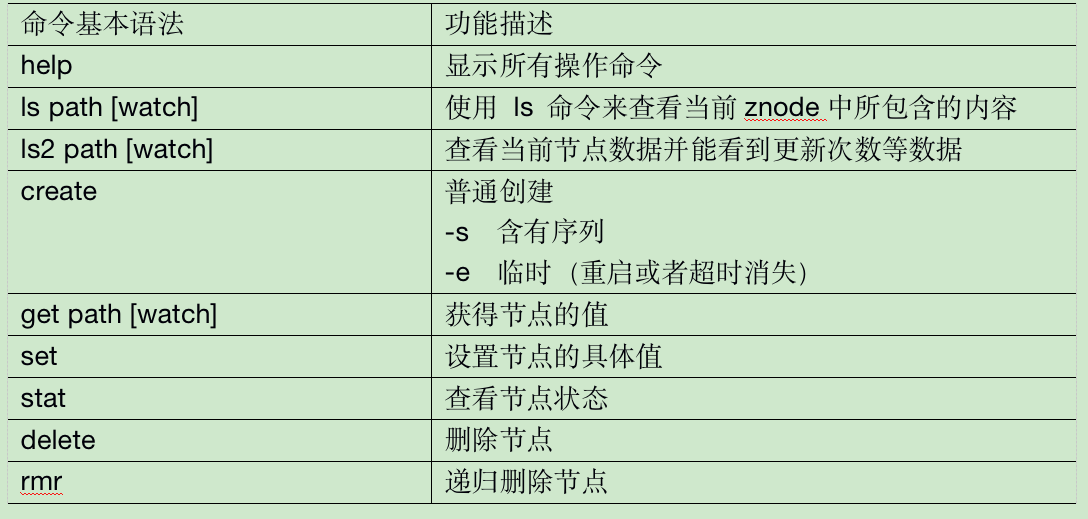 命令基本语法 功能描述
help 显示所有操作命令
ls path [watch] 使用 ls 命令来查看当前 znode 中所包含的内容
ls2 path [watch] 查看当前节点数据并能看到更新次数等数据
create 普通创建
-s 含有序列
-e 临时（重启或者超时消失）
get path [watch] 获得节点的值
set 设置节点的具体值
stat 查看节点状态
delete 删除节点
rmr 递归删除节点